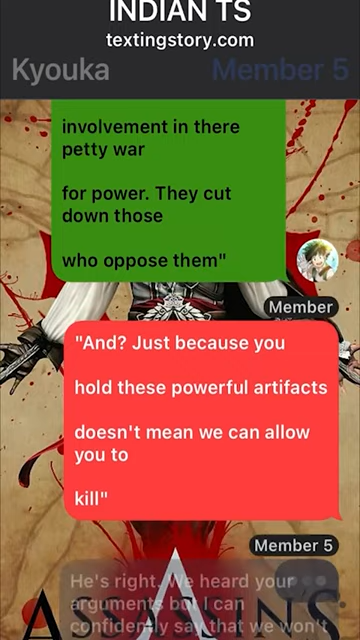 INDIAN TS
textingstory.com
Kyouka Member 5
involvement in there
petty war
for power. They cut
down those
who oppose them"
Member
"And? Just because you
hold these powerful artifacts
doesn't mean we can allow
you to
kill"
Member 5
He's right. We heard your
arguments but I can
confidently say that we won't
ASSASSIN'S